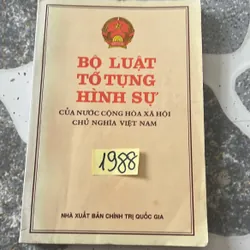 BỘ LUẬT
TỐ TỤNG
HÌNH SỰ
CỦA NƯỚC CỘNG HÒA XÃ HỘI
CHỦ NGHĨA VIỆT NAM
1988
NHÀ XUẤT BẢN CHÍNH TRỊ QUỐC GIA